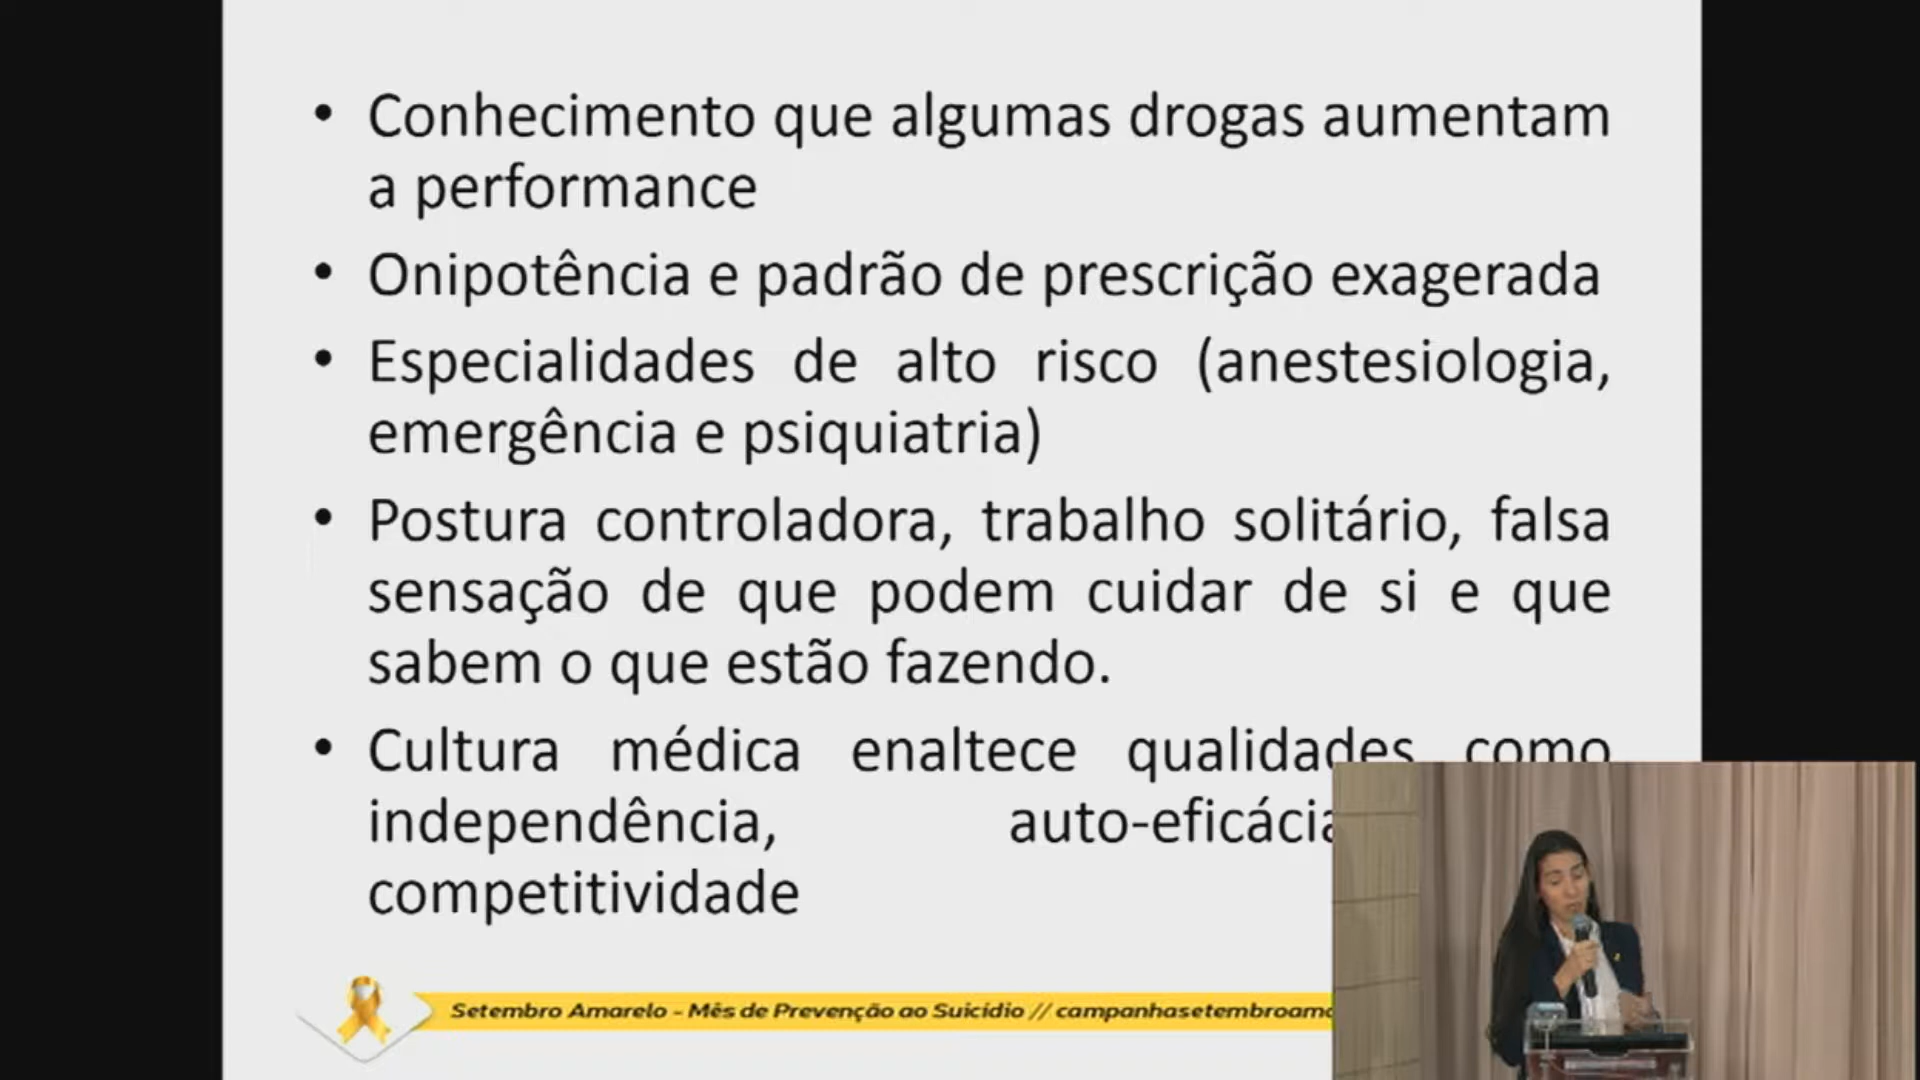 • Conhecimento que algumas drogas aumentam
a performance
• Onipotência e padrão de prescrição exagerada
• Especialidades de alto risco (anestesiologia,
emergência e psiquiatria)
• Postura controladora, trabalho solitário, falsa
sensação de que podem cuidar de si e que
sabem o que estão fazendo.
• Cultura médica enaltece qualidades como
independência, auto-eficácia
competitividade
Setembro Amarelo - Mês de Prevenção ao Suicídio //